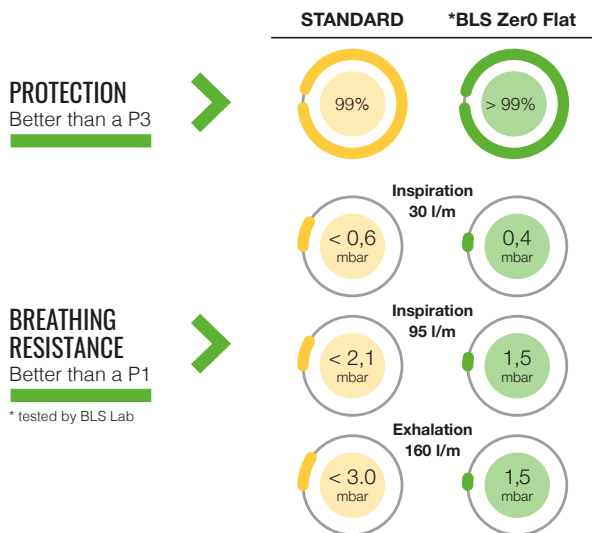 STANDARD
*BLS Zer0 Flat
PROTECTION
Better than a P3
99%
> 99%
Inspiration
30 l/m
< 0,6
mbar
0,4
mbar
BREATHING
RESISTANCE
Better than a P1
* tested by BLS Lab
Inspiration
95 l/m
< 2,1
mbar
1,5
mbar
Exhalation
160 l/m
< 3.0
mbar
1,5
mbar